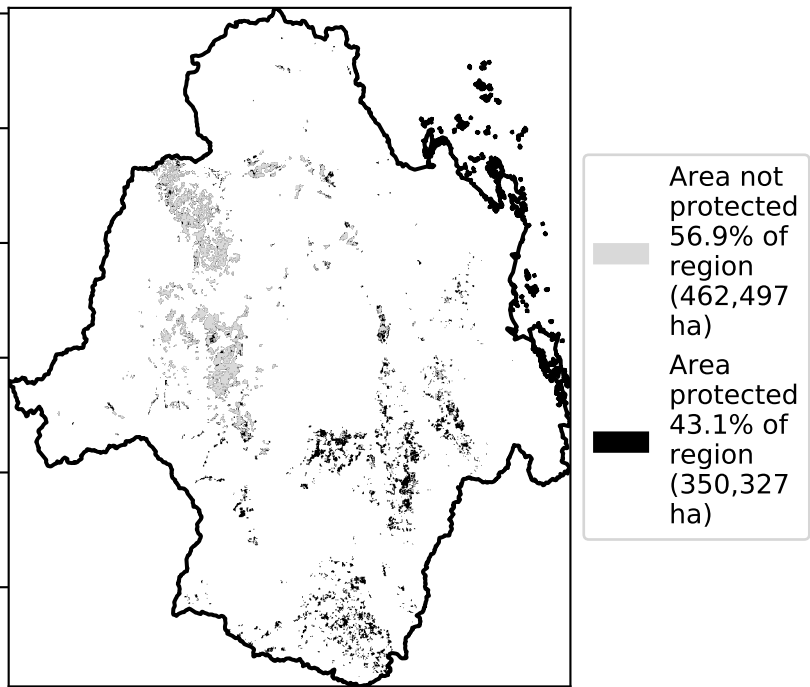 Area not
protected
56.9% of
region
(462,497
ha)
Area
protected
43.1% of
region
(350,327
ha)